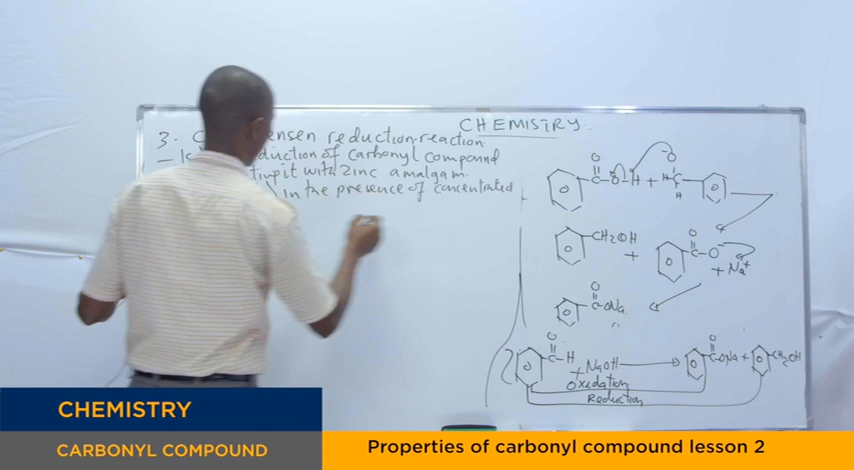 CHEMISTRY.
3. C ensen reduction reaction.
duction of carbonyl compound
it with zinc amalgam.
in the presence of concentrated
O
C-O-H + H-C-H
O
CH2OH
+
O
C-O-
+ Na+
O
C-ONa
O
C-H
+ NaOH
O
C-ONa + CH2OH
Oxedation
Reduction
CHEMISTRY
CARBONYL COMPOUND
Properties of carbonyl compound lesson 2